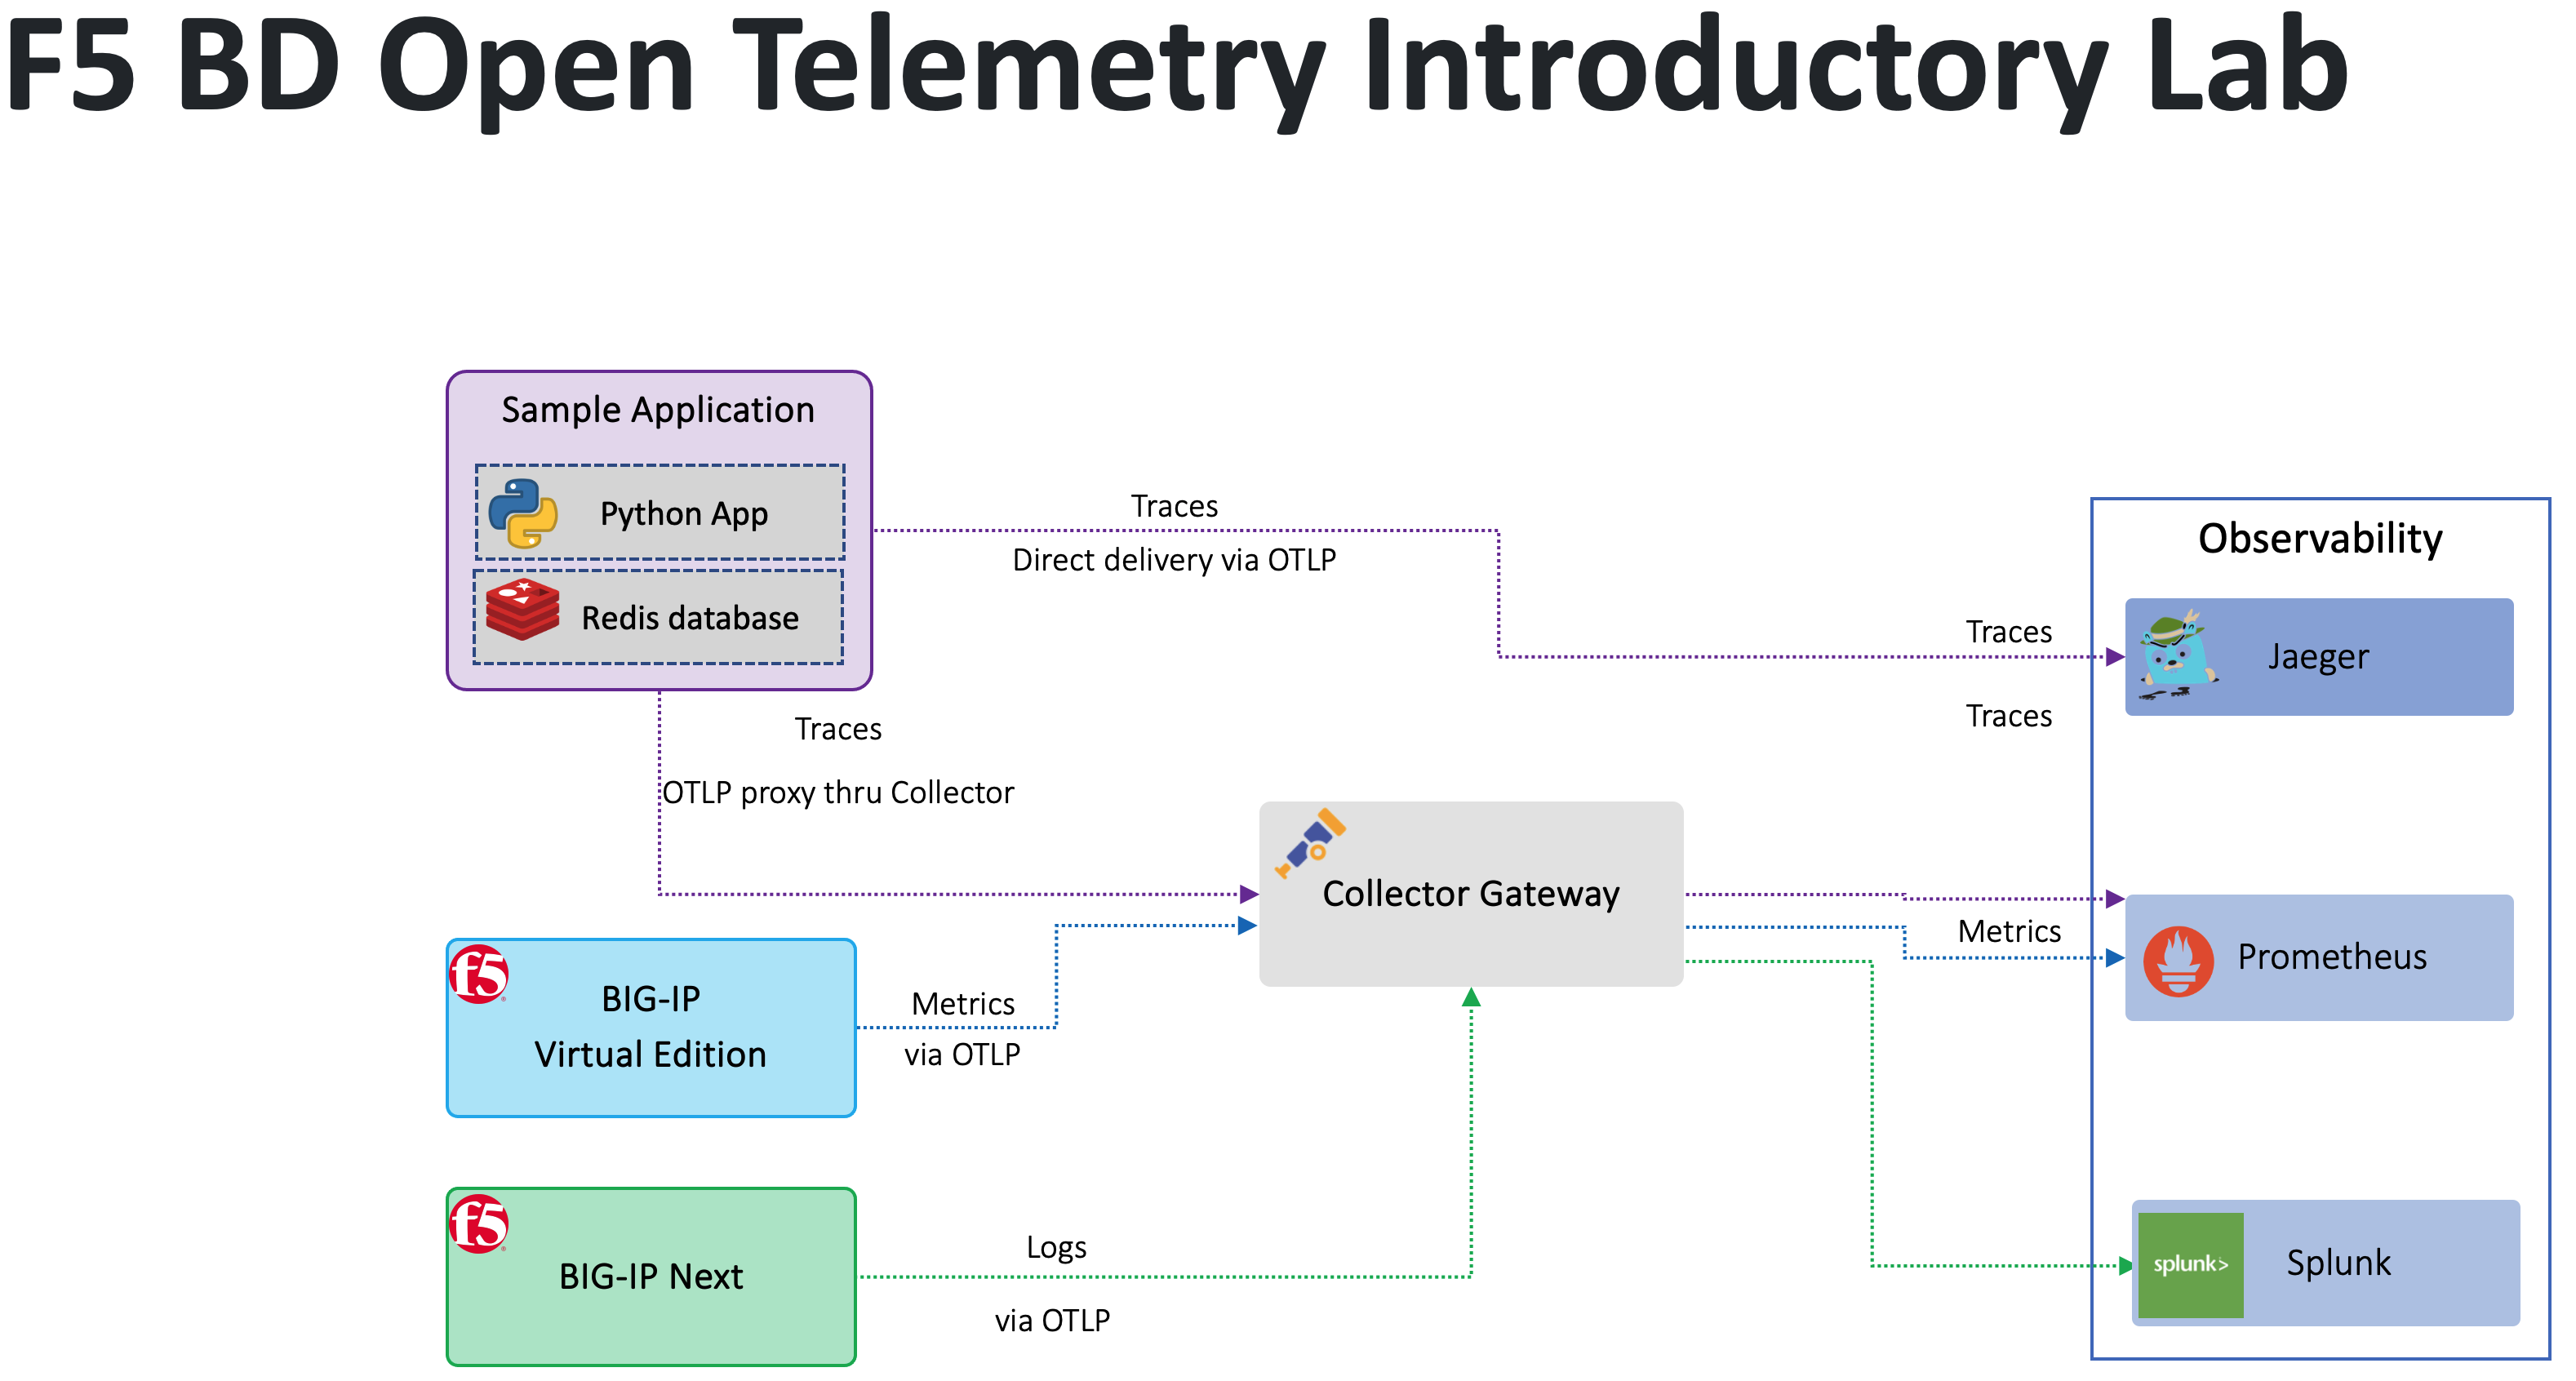 F5 BD Open Telemetry Introductory Lab
Sample Application
Python App
Redis database
Traces
Direct delivery via OTLP
Traces
OTLP proxy thru Collector
f5
BIG-IP
Virtual Edition
Metrics
via OTLP
f5
BIG-IP Next
Logs
via OTLP
Collector Gateway
Traces
Traces
Metrics
Observability
Jaeger
Prometheus
splunk>
Splunk